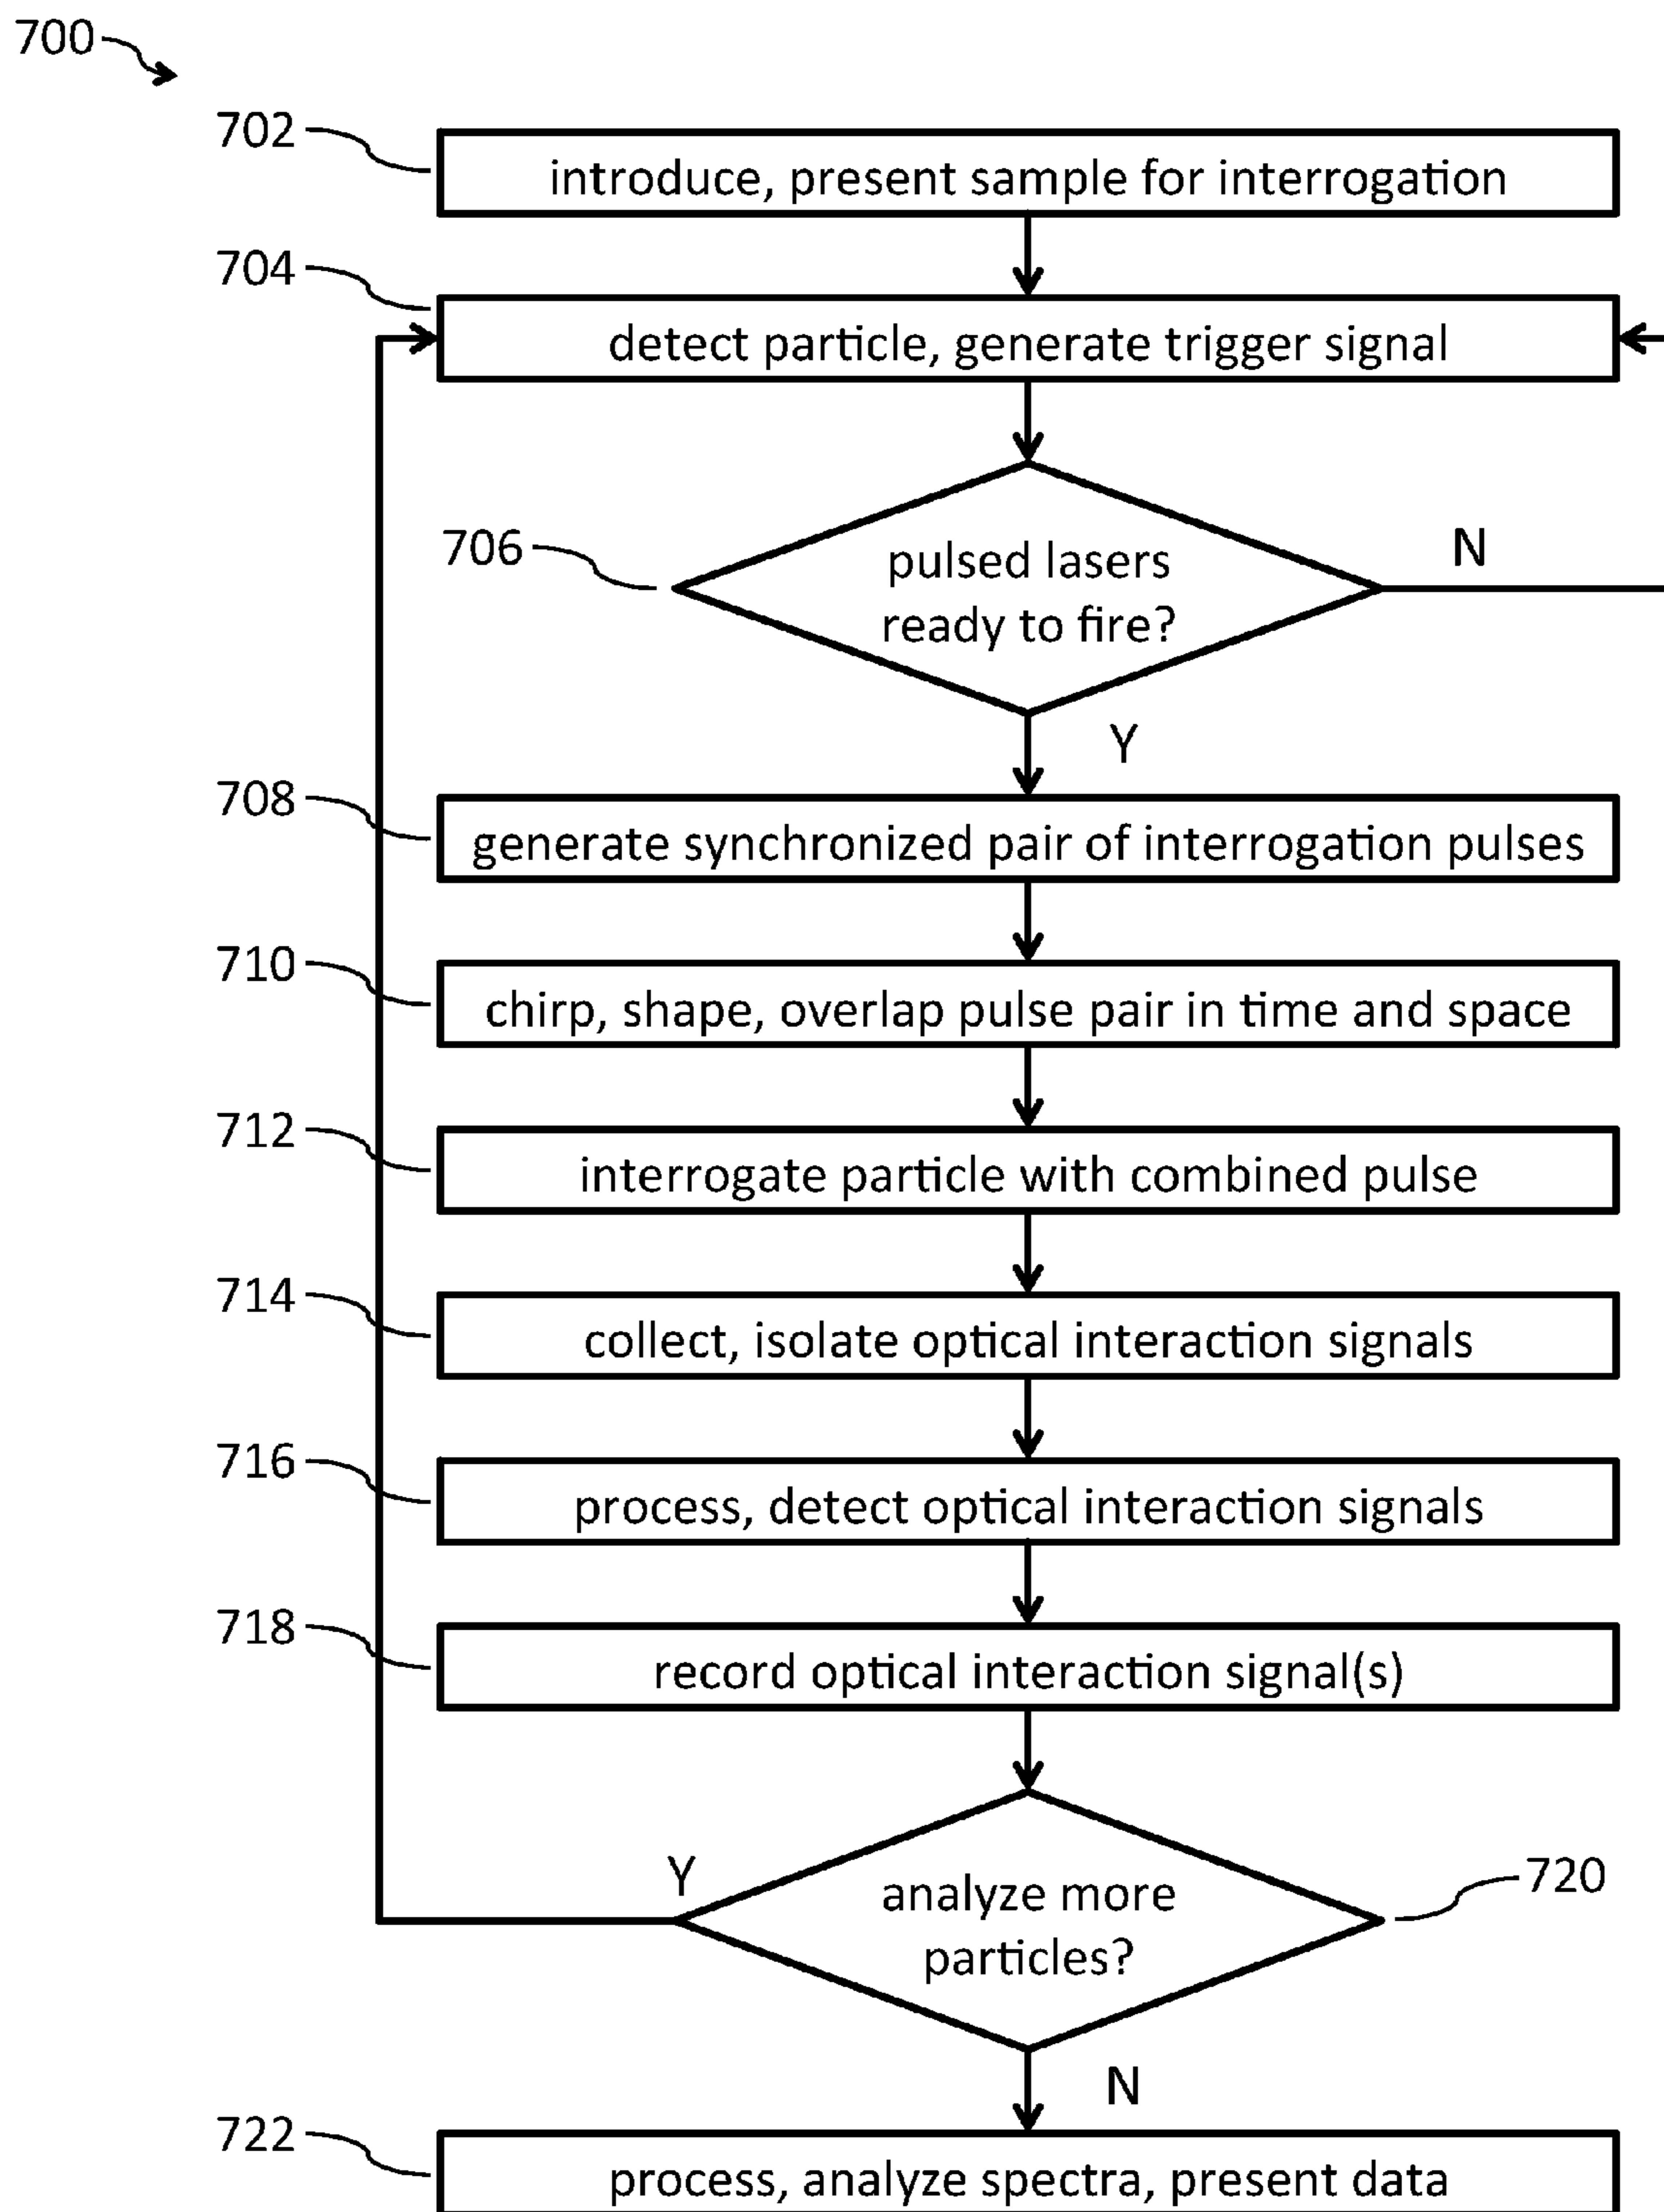 700
702
introduce, present sample for interrogation
704
detect particle, generate trigger signal
706
pulsed lasers
ready to fire?
N
Y
708
generate synchronized pair of interrogation pulses
710
chirp, shape, overlap pulse pair in time and space
712
interrogate particle with combined pulse
714
collect, isolate optical interaction signals
716
process, detect optical interaction signals
718
record optical interaction signal(s)
Y
analyze more
particles?
720
N
722
process, analyze spectra, present data